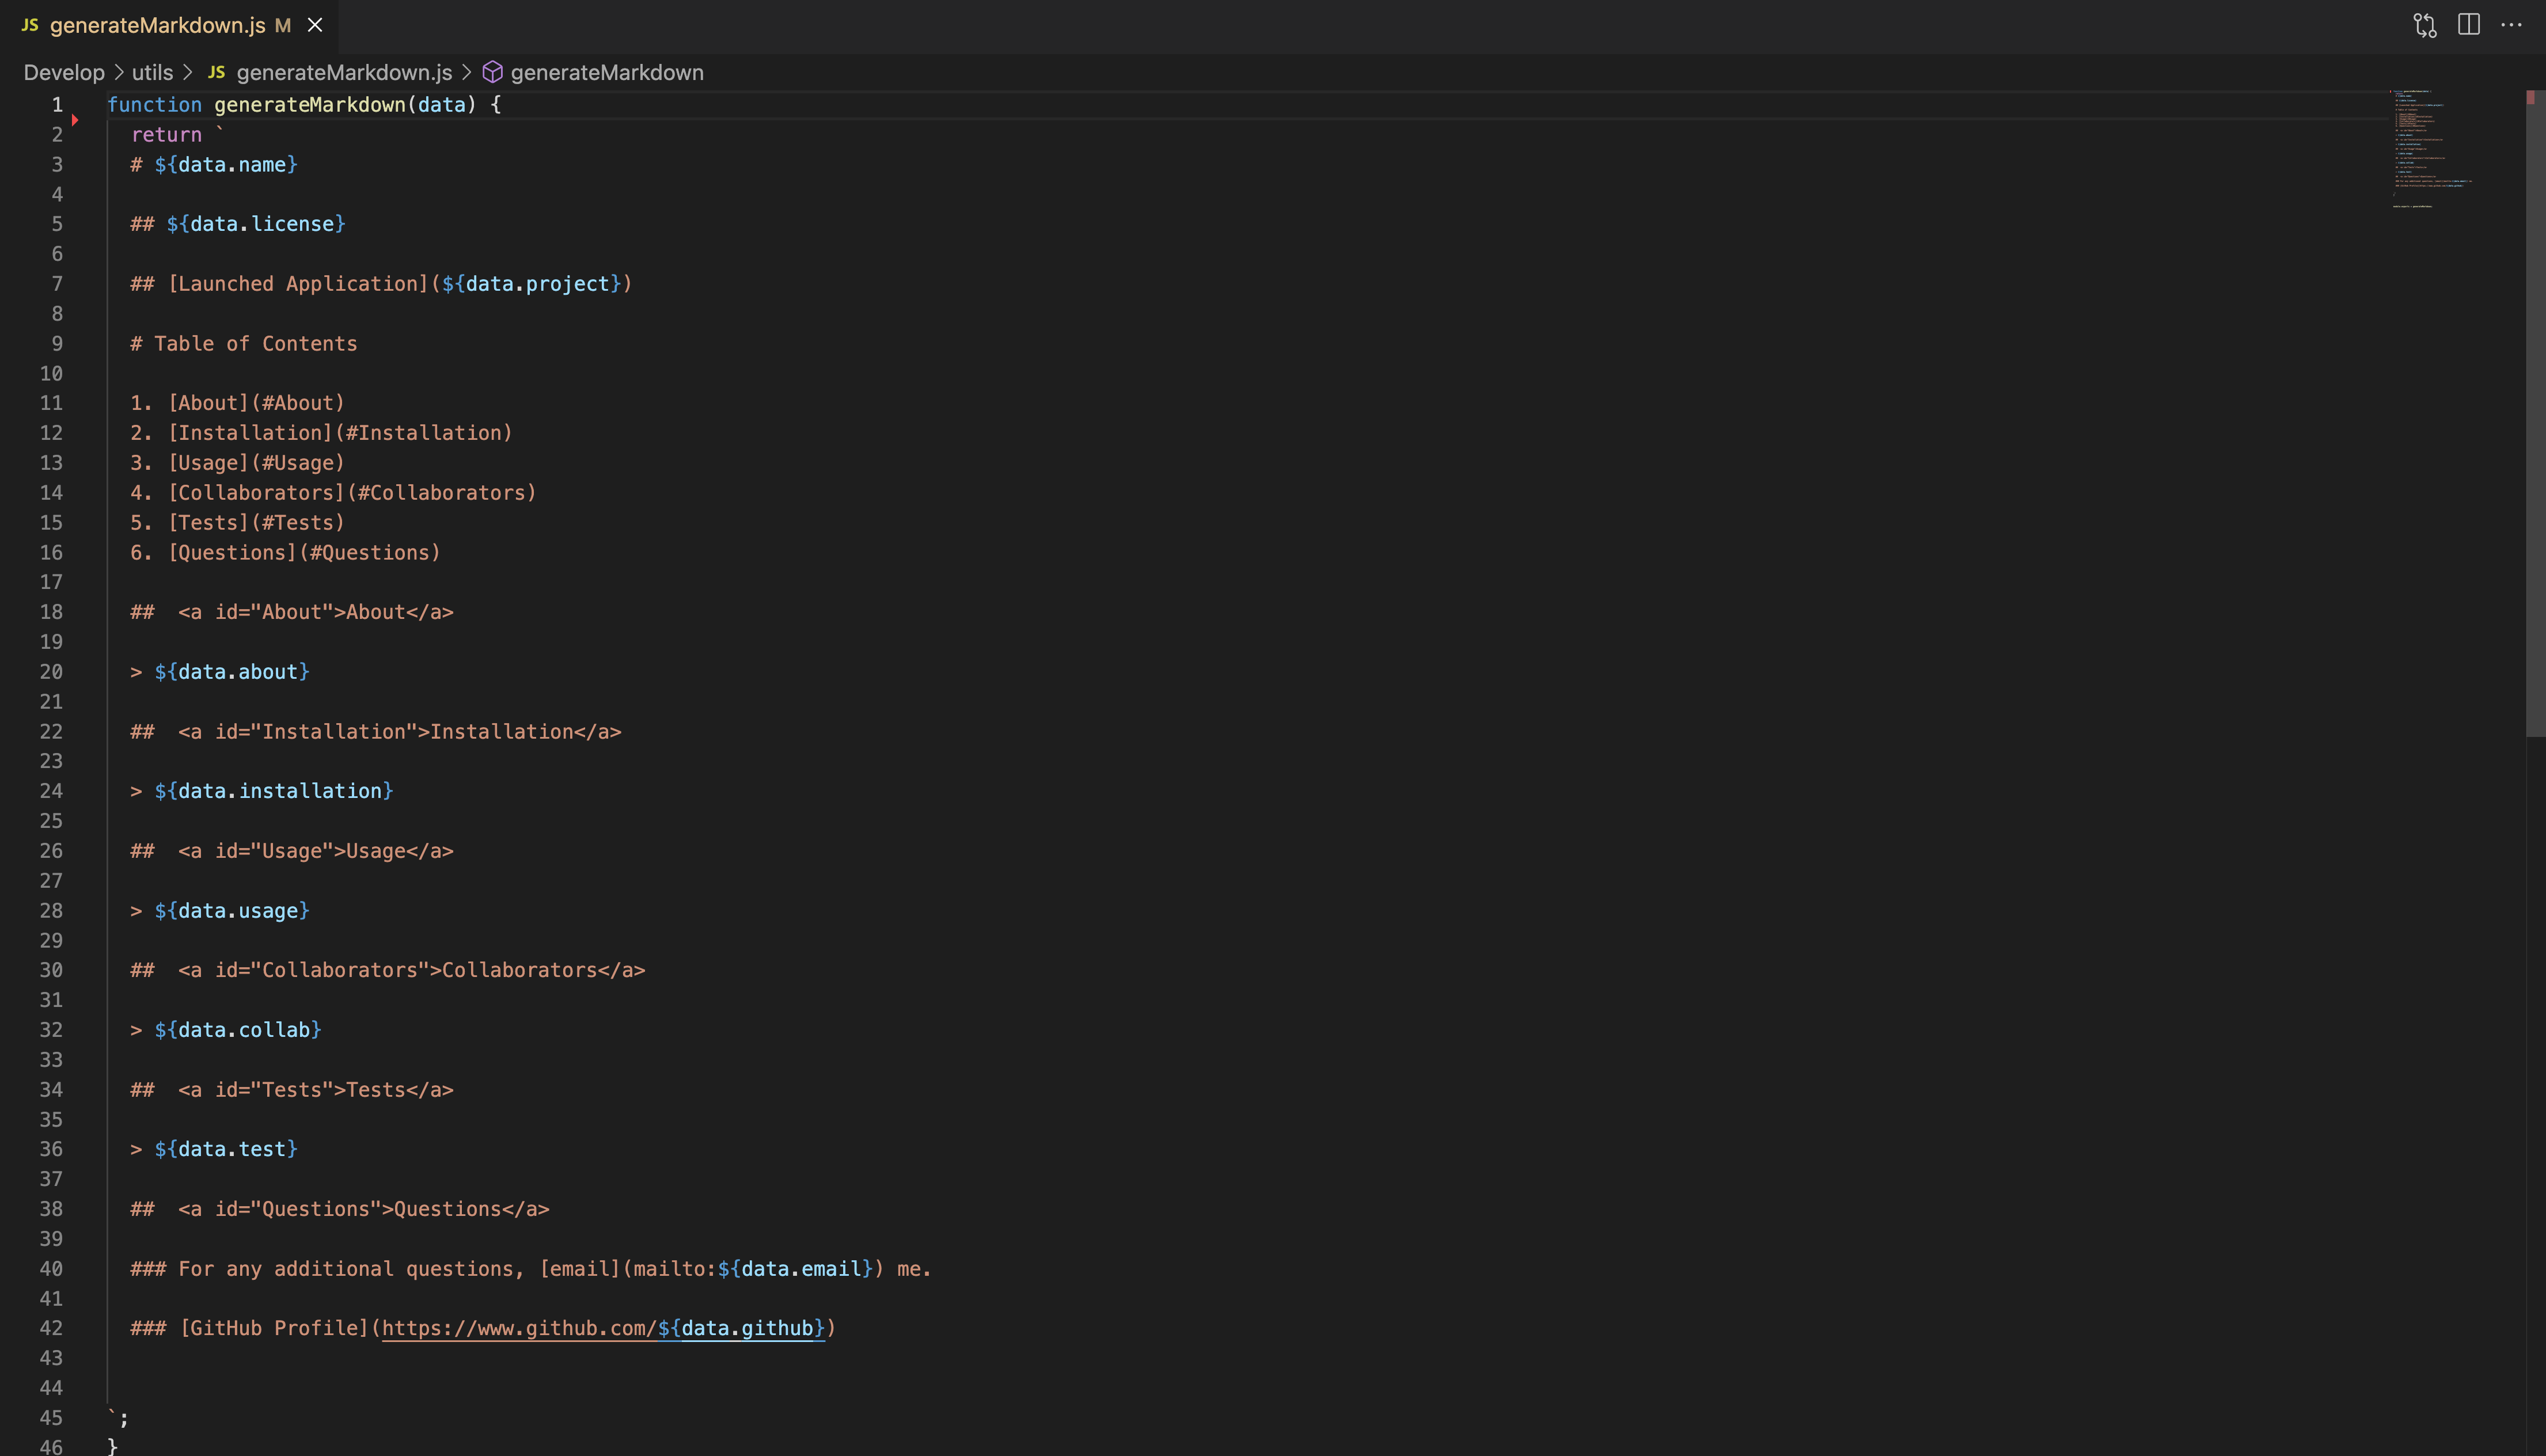 JS generateMarkdown.js M
Develop > utils > JS generateMarkdown.js > generateMarkdown
1 function generateMarkdown(data) {
2 return `
3 # ${data.name}
4
5 ## ${data.license}
6
7 ## [Launched Application](${data.project})
8
9 # Table of Contents
10
11 1. [About](#About)
12 2. [Installation](#Installation)
13 3. [Usage](#Usage)
14 4. [Collaborators](#Collaborators)
15 5. [Tests](#Tests)
16 6. [Questions](#Questions)
17
18 ##  <a id="About">About</a>
19
20 > ${data.about}
21
22 ##  <a id="Installation">Installation</a>
23
24 > ${data.installation}
25
26 ##  <a id="Usage">Usage</a>
27
28 > ${data.usage}
29
30 ##  <a id="Collaborators">Collaborators</a>
31
32 > ${data.collab}
33
34 ##  <a id="Tests">Tests</a>
35
36 > ${data.test}
37
38 ##  <a id="Questions">Questions</a>
39
40 ### For any additional questions, [email](mailto:${data.email}) me.
41
42 ### [GitHub Profile](https://www.github.com/${data.github})
43
44
45 `;
46 }